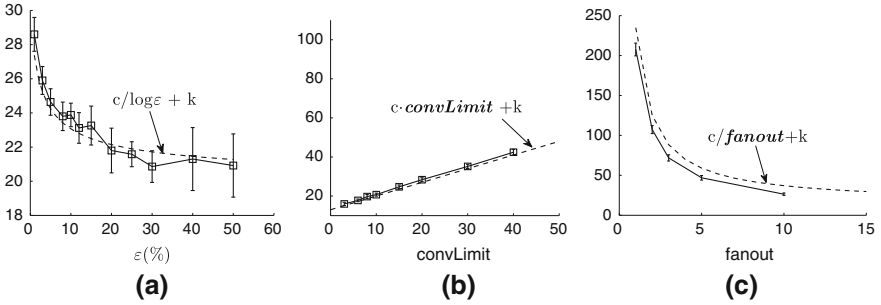 30
28
26
24
22
20
18
0 10 20 30 40 50 60
c/logε + k
ε(%)
(a)
100
80
60
40
20
0 10 20 30 40 50
c·convLimit +k
convLimit
(b)
250
200
150
100
50
0
0 5 10 15
c/fanout+k
fanout
(c)